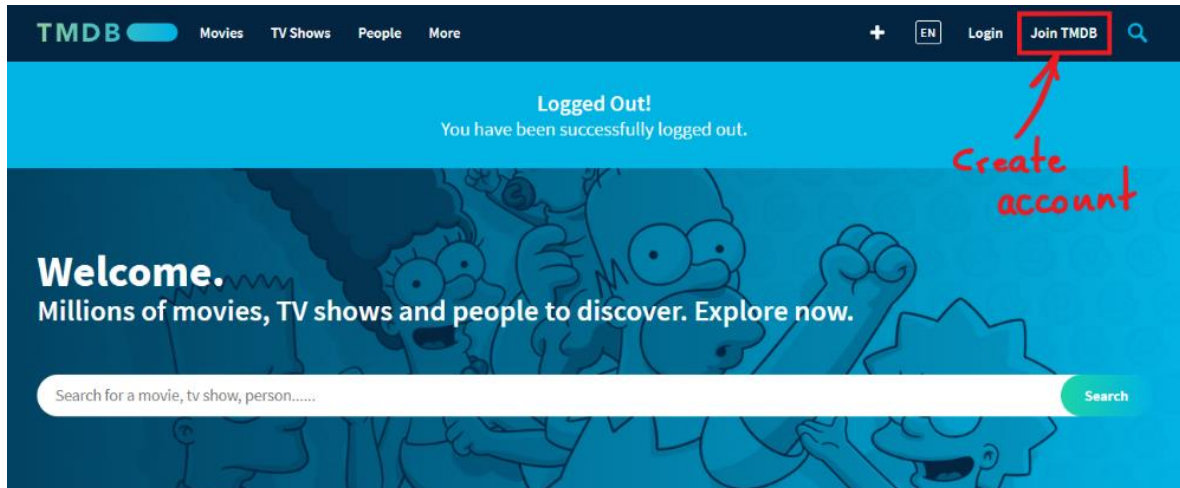 TMDB Movies TV Shows People More + EN Login Join TMDB
Logged Out!
You have been successfully logged out.
Create
account
Welcome.
Millions of movies, TV shows and people to discover. Explore now.
Search for a movie, tv show, person...... Search